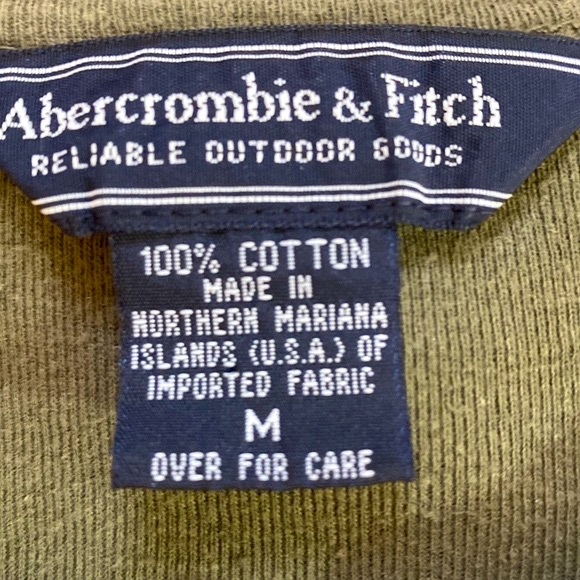 Abercrombie & Fitch
RELIABLE OUTDOOR GOODS
100% COTTON
MADE IN
NORTHERN MARIANA
ISLANDS (U.S.A.) OF
IMPORTED FABRIC
M
OVER FOR CARE